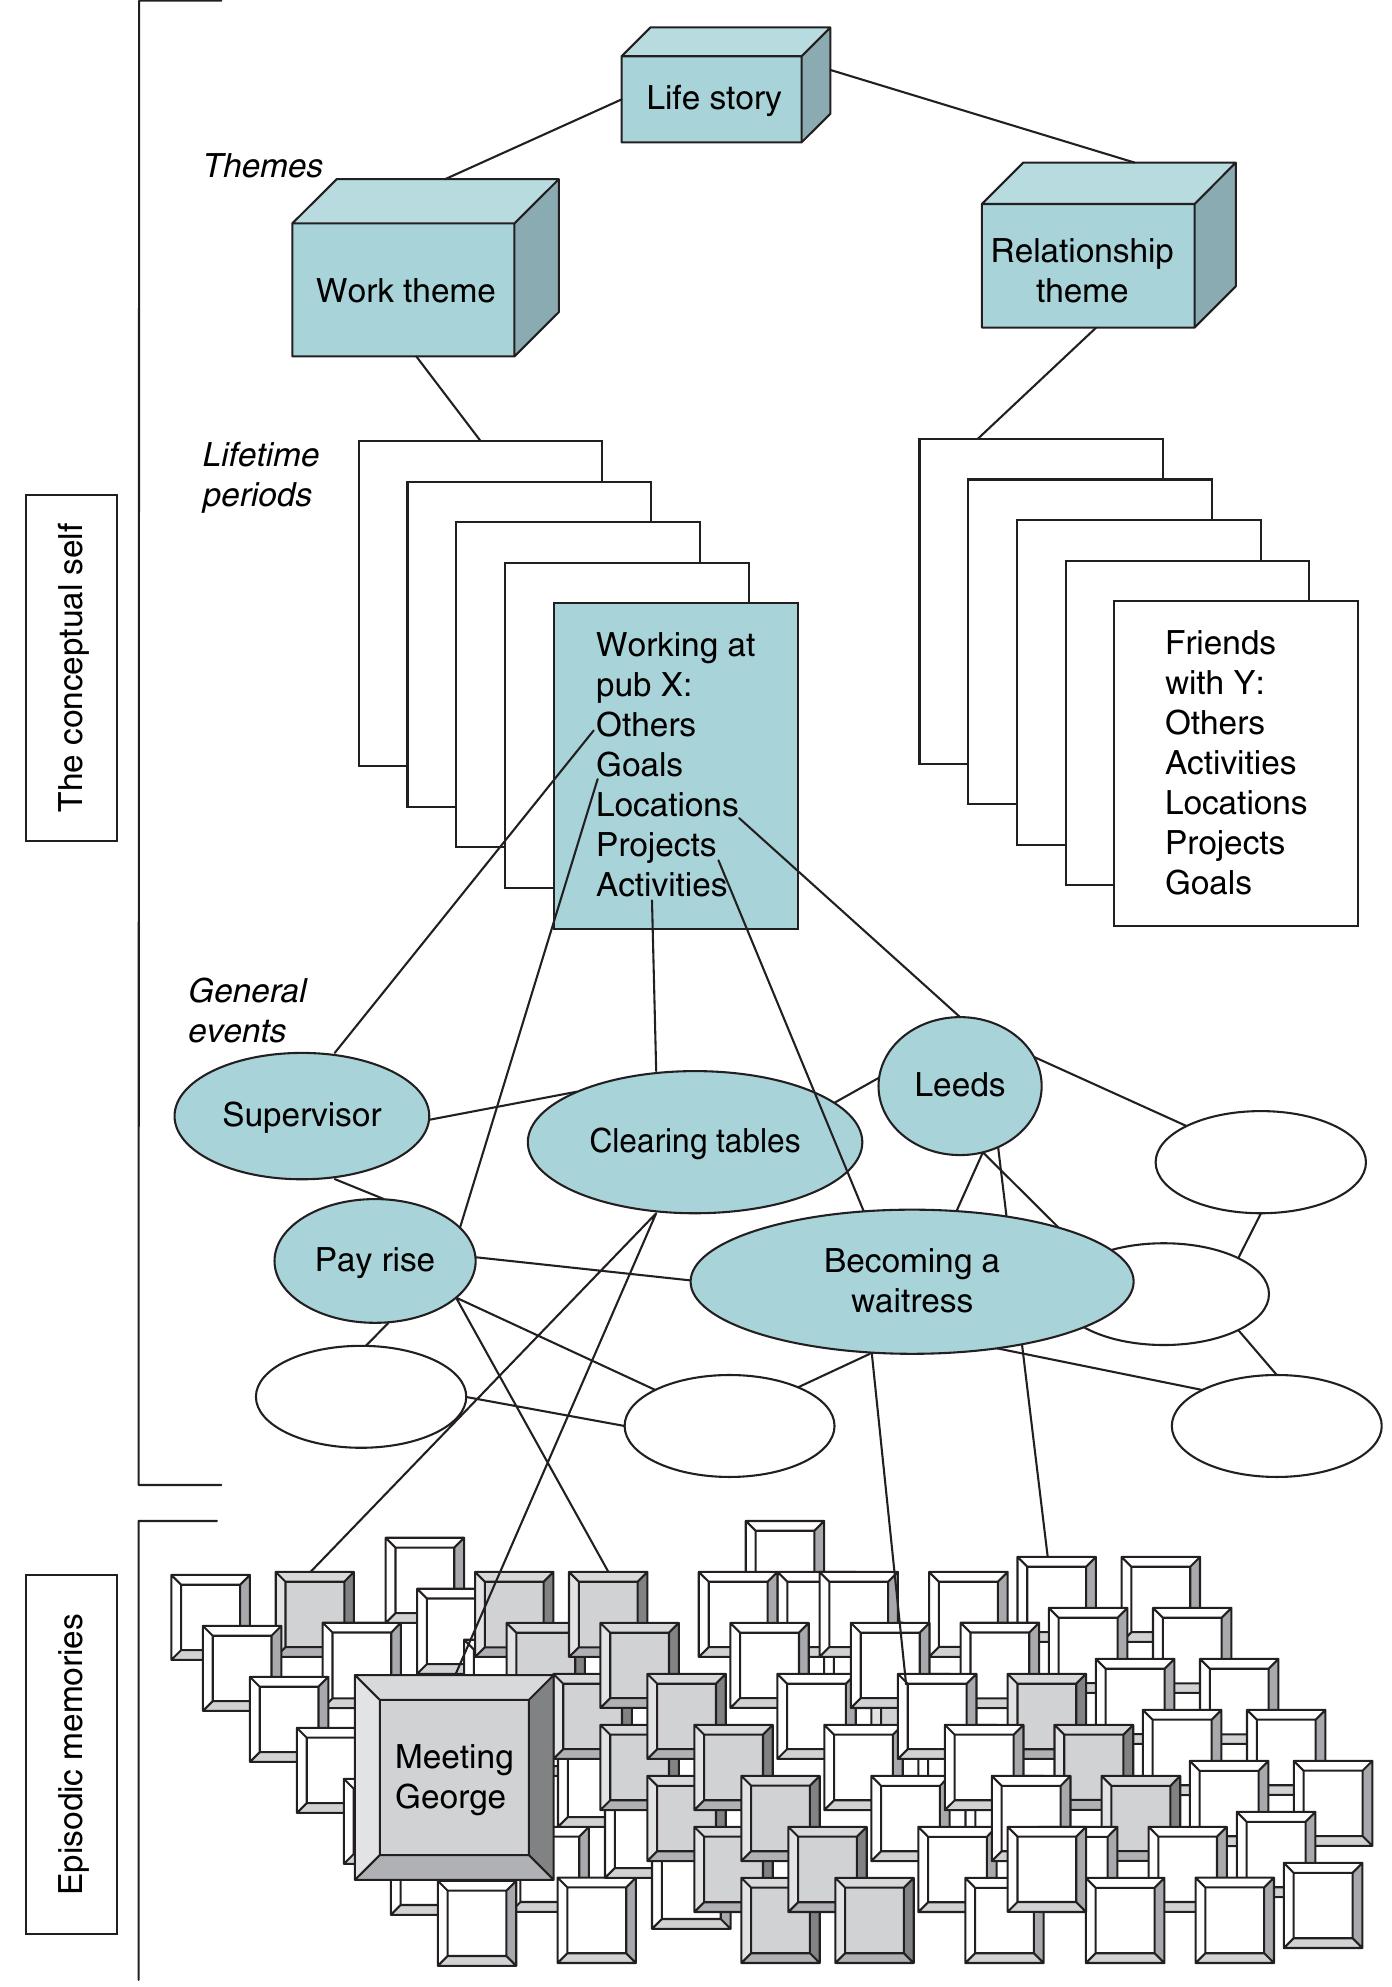 Life story
Themes
Work theme
Relationship
theme
Lifetime
periods
The conceptual self
Working at
pub X:
Others
Goals
Locations
Projects
Activities
Friends
with Y:
Others
Activities
Locations
Projects
Goals
General
events
Supervisor
Clearing tables
Leeds
Pay rise
Becoming a
waitress
Episodic memories
Meeting
George